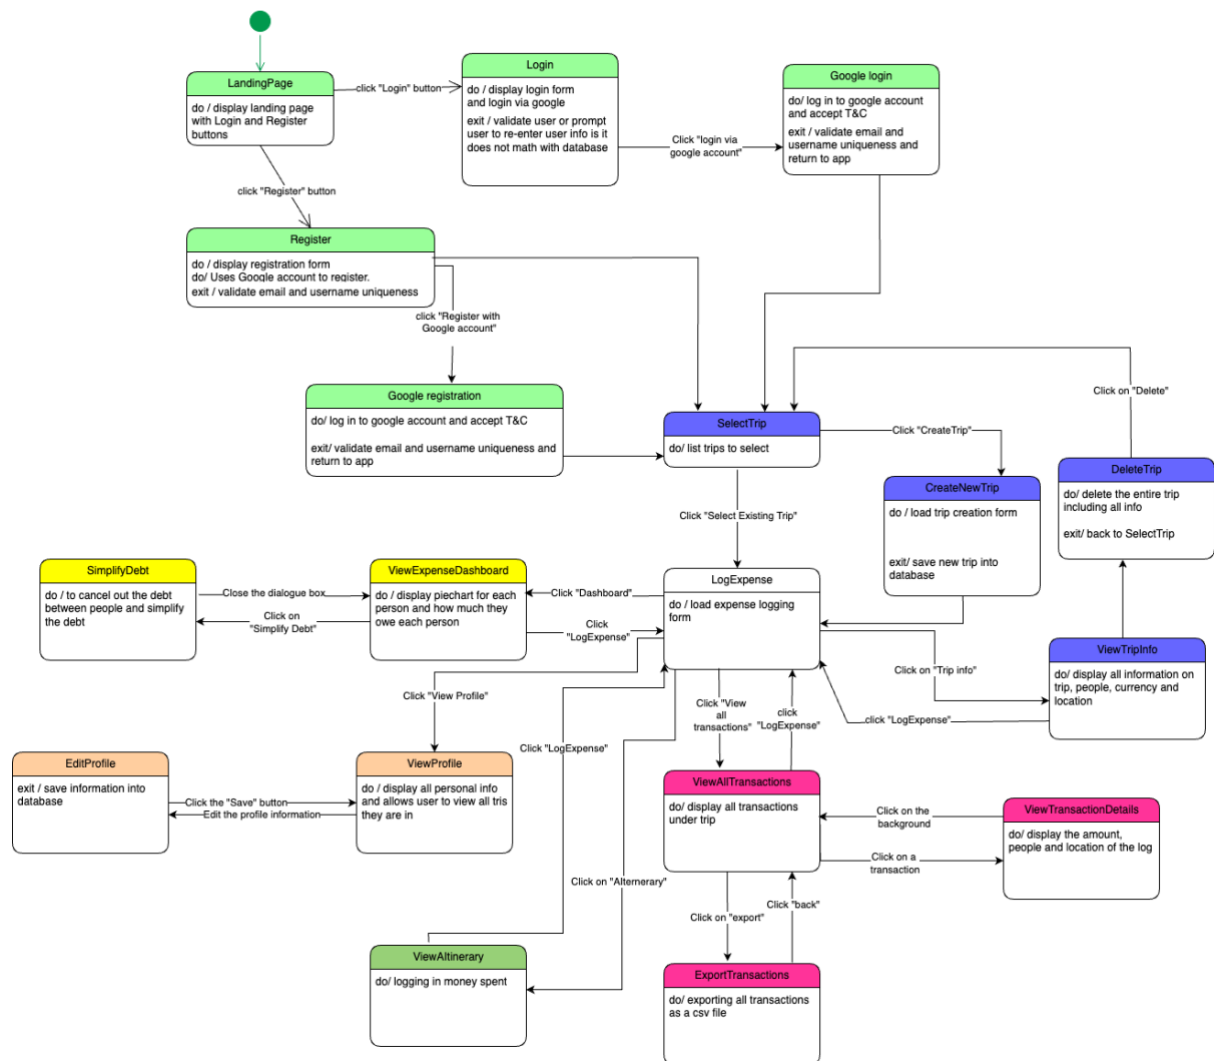 LandingPage
do / display landing page
with Login and Register
buttons
click "Login" button
Login
do / display login form
and login via google
exit / validate user or prompt
user to re-enter user info is it
does not math with database
Click "login via
google account"
Google login
do/ log in to google account
and accept T&C
exit / validate email and
username uniqueness and
return to app
click "Register" button
Register
do / display registration form
do/ Uses Google account to register.
exit / validate email and username uniqueness
click "Register with
Google account"
Google registration
do/ log in to google account and accept T&C
exit/ validate email and username uniqueness and
return to app
SelectTrip
do/ list trips to select
Click "CreateTrip"
Click on "Delete"
CreateNewTrip
do / load trip creation form
exit/ save new trip into
database
DeleteTrip
do/ delete the entire trip
including all info
exit/ back to SelectTrip
Click "Select Existing Trip"
SimplifyDebt
do / to cancel out the debt
between people and simplify
the debt
Close the dialogue box
Click on
"Simplify Debt"
ViewExpenseDashboard
do / display piechart for each
person and how much they
owe each person
Click "Dashboard"
Click
"LogExpense"
LogExpense
do / load expense logging
form
Click on "Trip info"
click "LogExpense"
ViewTripInfo
do/ display all information on
trip, people, currency and
location
Click "View Profile"
Click "LogExpense"
Click "View
all
transactions"
click
"LogExpense"
EditProfile
exit / save information into
database
Click the "Save" button
Edit the profile information
ViewProfile
do / display all personal info
and allows user to view all tris
they are in
ViewAllTransactions
do/ display all transactions
under trip
Click on the
background
Click on a
transaction
ViewTransactionDetails
do/ display the amount,
people and location of the log
Click on "Alternerary"
Click on "export"
Click "back"
ViewAltinerary
do/ logging in money spent
ExportTransactions
do/ exporting all transactions
as a csv file